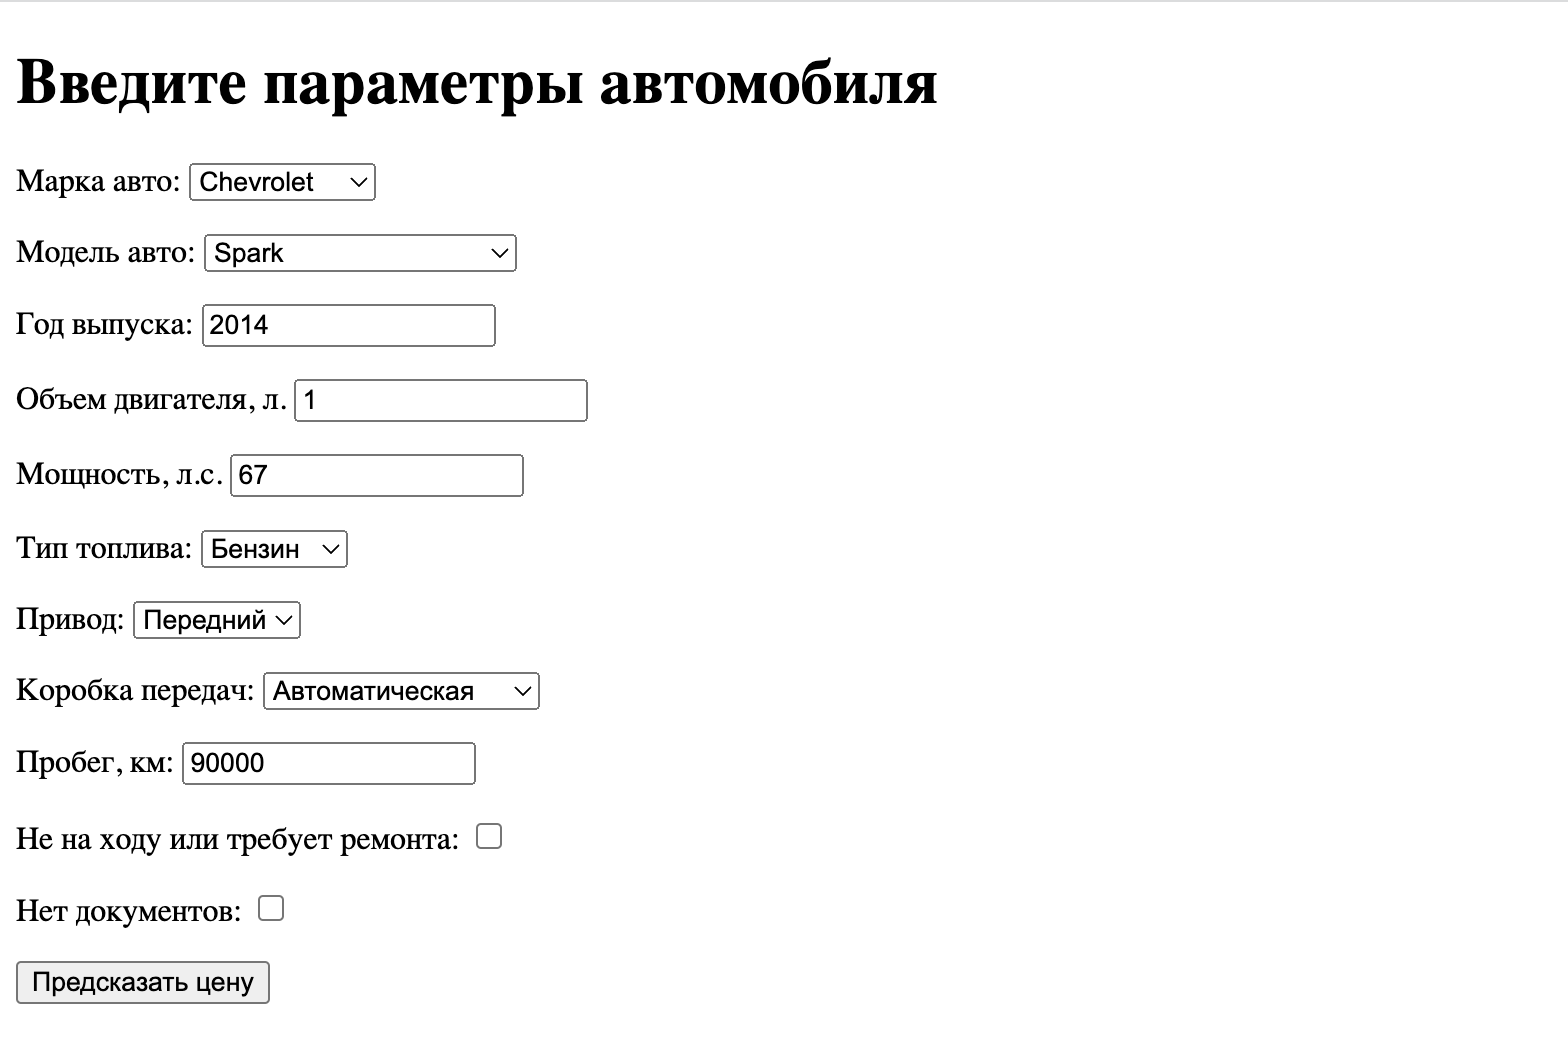 Введите параметры автомобиля
Марка авто: Chevrolet
Модель авто: Spark
Год выпуска: 2014
Объем двигателя, л. 1
Мощность, л.с. 67
Тип топлива: Бензин
Привод: Передний
Коробка передач: Автоматическая
Пробег, км: 90000
Не на ходу или требует ремонта:
Нет документов:
Предсказать цену